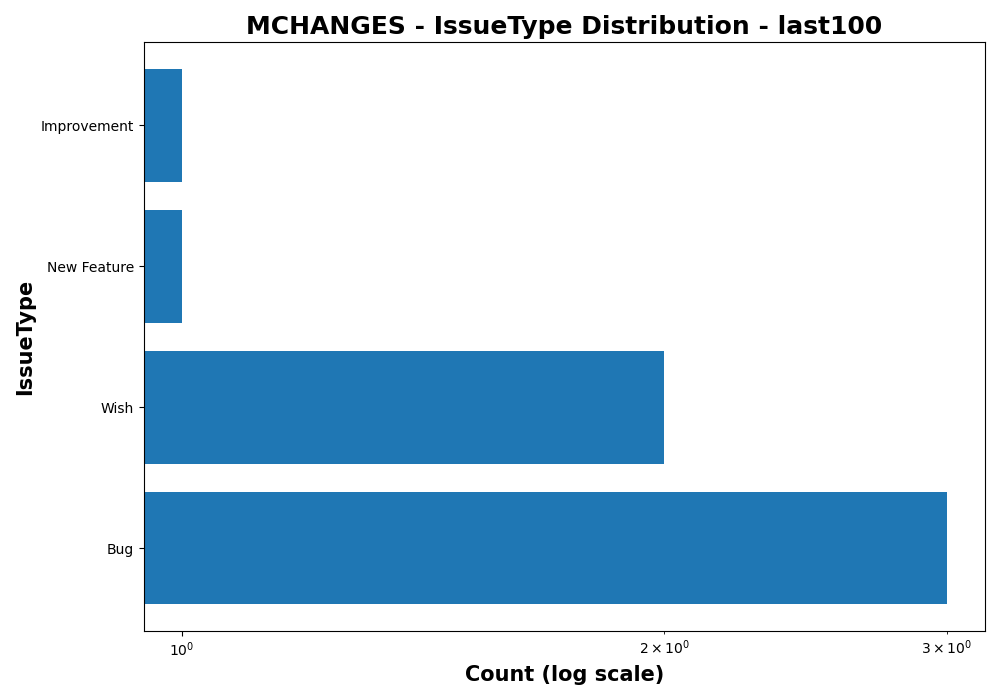 MCHANGES - IssueType Distribution - last100
IssueType
Improvement
New Feature
Wish
Bug
10⁰
2 × 10⁰
3 × 10⁰
Count (log scale)